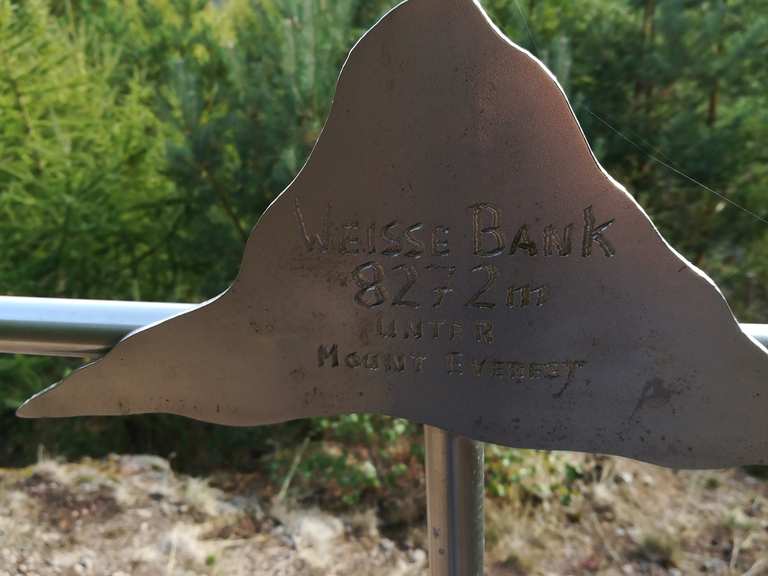 WEISSE BANK
8272m
UNTER
MOUNT EVEREST